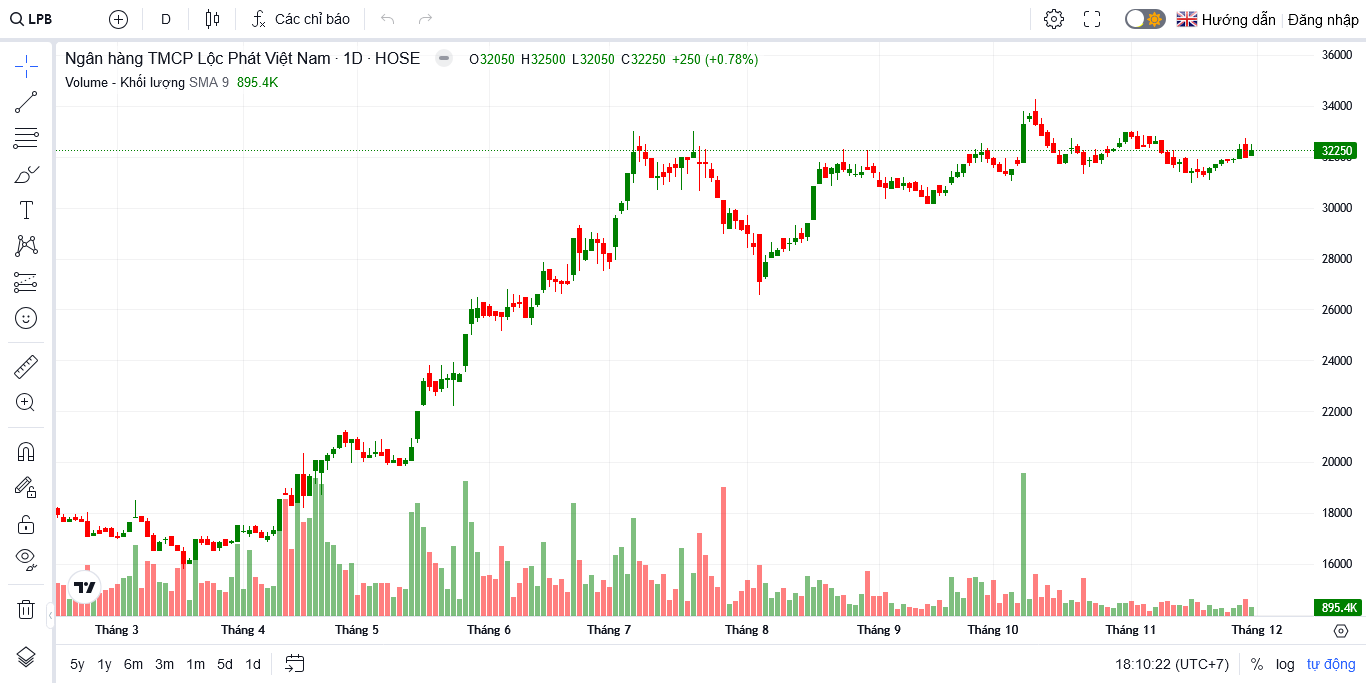 LPB D Các chỉ báo Hướng dẫn Đăng nhập
Ngân hàng TMCP Lộc Phát Việt Nam · 1D · HOSE O32050 H32500 L32050 C32250 +250 (+0.78%)
Volume - Khối lượng SMA 9 895.4K
36000
34000
32250
32000
30000
28000
26000
24000
22000
20000
18000
16000
895.4K
Tháng 3 Tháng 4 Tháng 5 Tháng 6 Tháng 7 Tháng 8 Tháng 9 Tháng 10 Tháng 11 Tháng 12
5y 1y 6m 3m 1m 5d 1d 18:10:22 (UTC+7) % log tự động